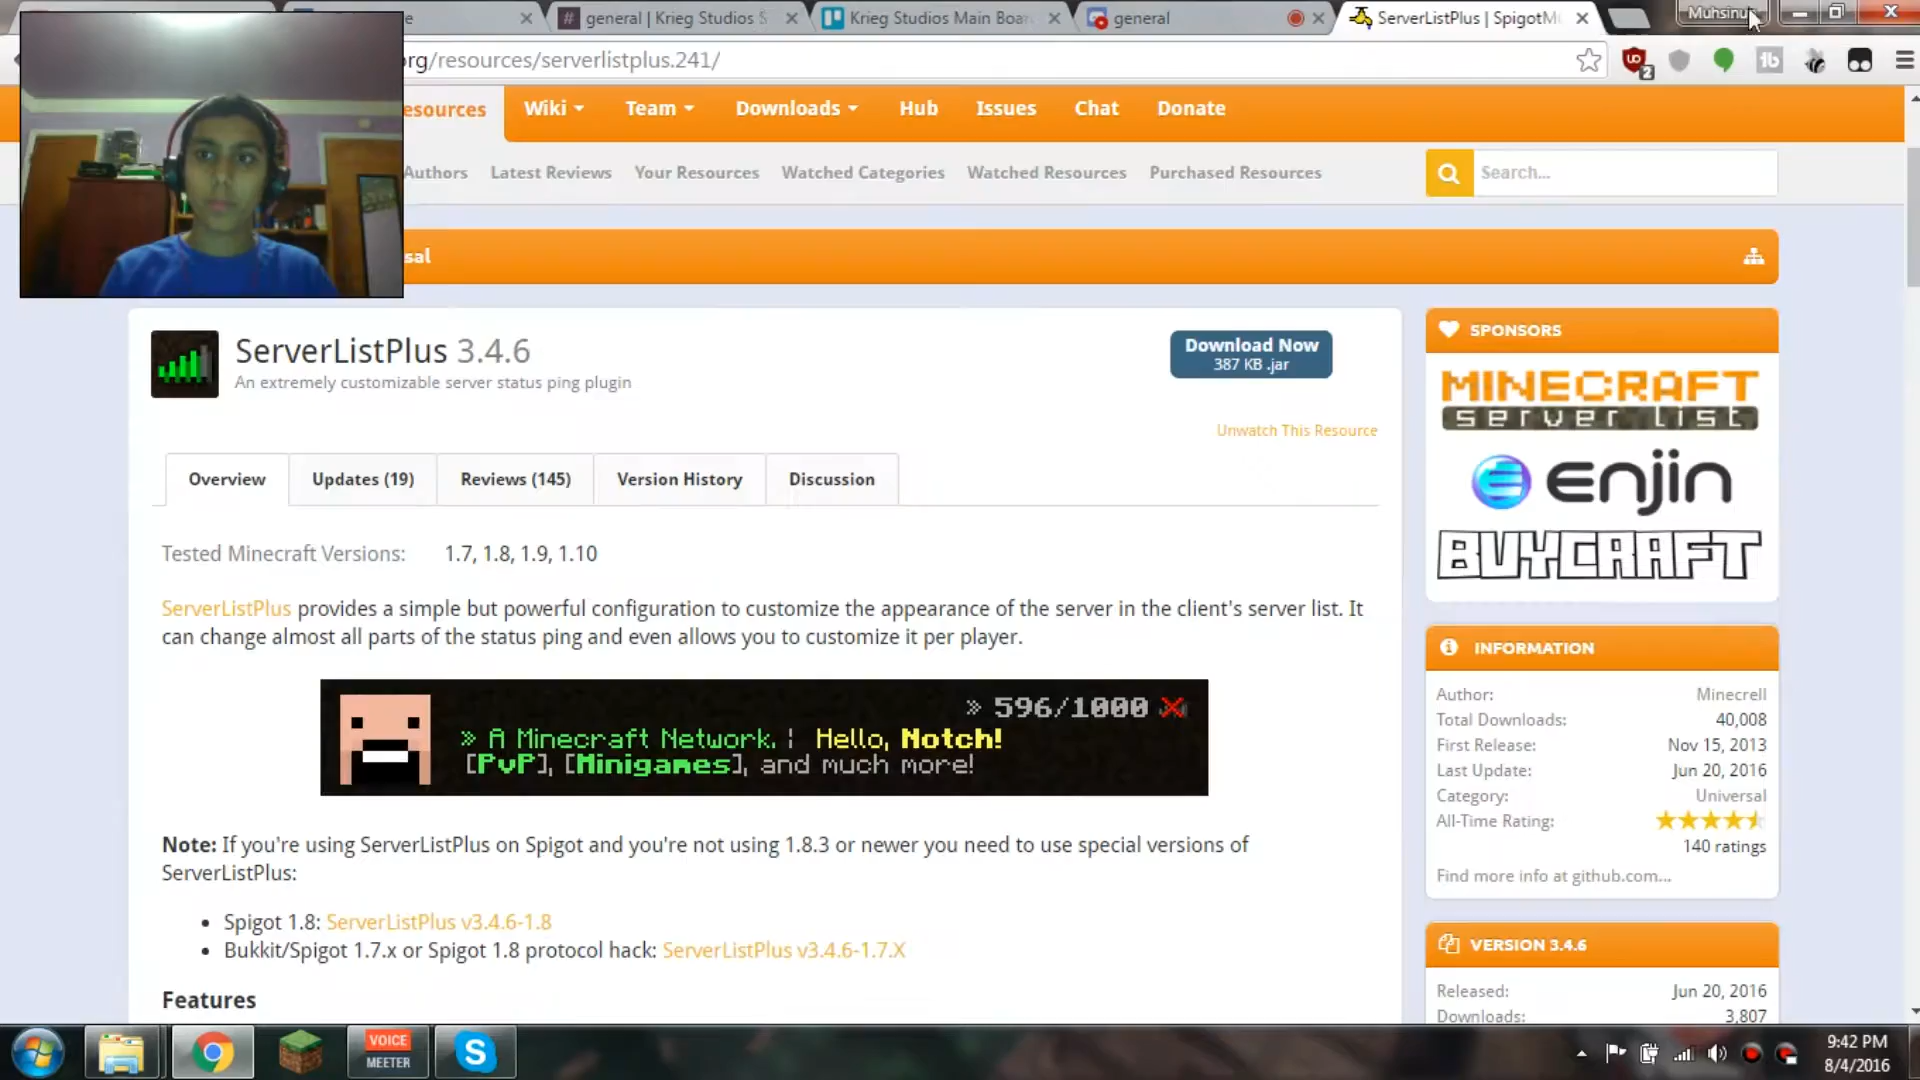 general | Krieg Studios S
Krieg Studios Main Boar
general
ServerListPlus | SpigotM
Muhsinu
org/resources/serverlistplus.241/
2
esources
Wiki
Team
Downloads
Hub
Issues
Chat
Donate
Authors
Latest Reviews
Your Resources
Watched Categories
Watched Resources
Purchased Resources
Search...
sal
ServerListPlus 3.4.6
An extremely customizable server status ping plugin
Download Now
387 KB .jar
Unwatch This Resource
Overview
Updates (19)
Reviews (145)
Version History
Discussion
Tested Minecraft Versions: 1.7, 1.8, 1.9, 1.10
ServerListPlus provides a simple but powerful configuration to customize the appearance of the server in the client's server list. It
can change almost all parts of the status ping and even allows you to customize it per player.
» 596/1000
» A Minecraft Network. | Hello, Notch!
[PvP], [Minigames], and much more!
Note: If you're using ServerListPlus on Spigot and you're not using 1.8.3 or newer you need to use special versions of
ServerListPlus:
• Spigot 1.8: ServerListPlus v3.4.6-1.8
• Bukkit/Spigot 1.7.x or Spigot 1.8 protocol hack: ServerListPlus v3.4.6-1.7.X
Features
SPONSORS
MINECRAFT
server list
enjin
BUYCRAFT
INFORMATION
Author: Minecrell
Total Downloads: 40,008
First Release: Nov 15, 2013
Last Update: Jun 20, 2016
Category: Universal
All-Time Rating:
140 ratings
Find more info at github.com...
VERSION 3.4.6
Released: Jun 20, 2016
Downloads: 3,807
VOICE
MEETER
9:42 PM
8/4/2016